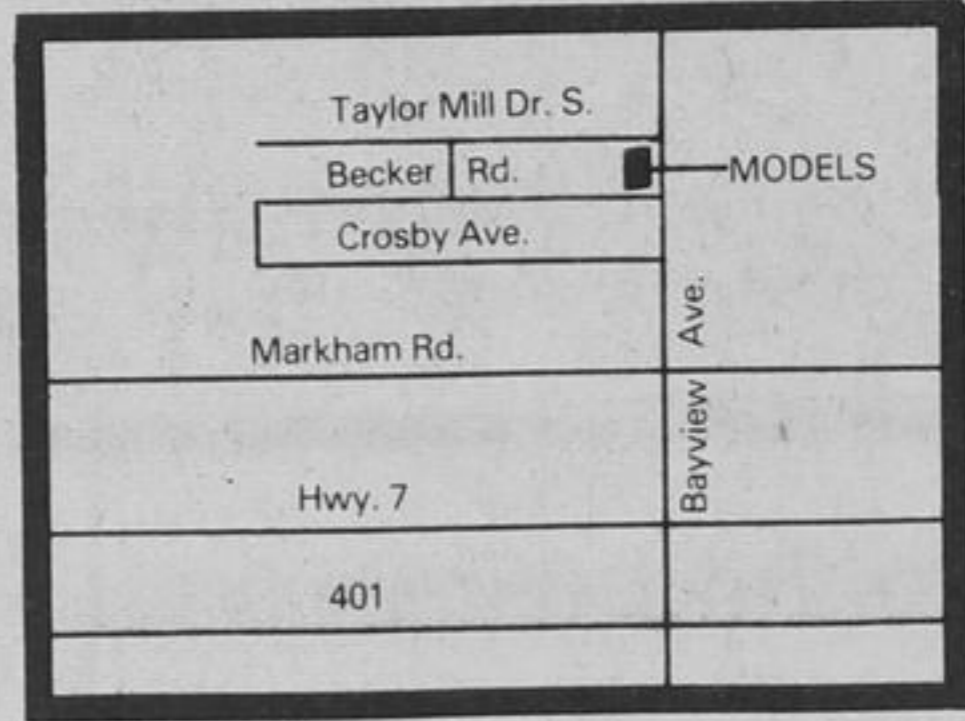 Taylor Mill Dr. S.
Becker Rd.
MODELS
Crosby Ave.
Markham Rd.
Bayview Ave.
Hwy. 7
401